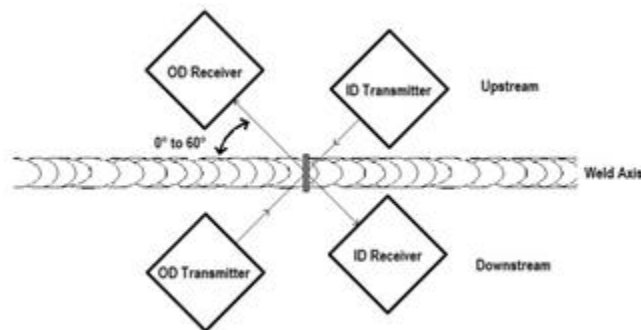 OD Receiver
ID Transmitter
Upstream
0° to 60°
Weld Axis
OD Transmitter
ID Receiver
Downstream